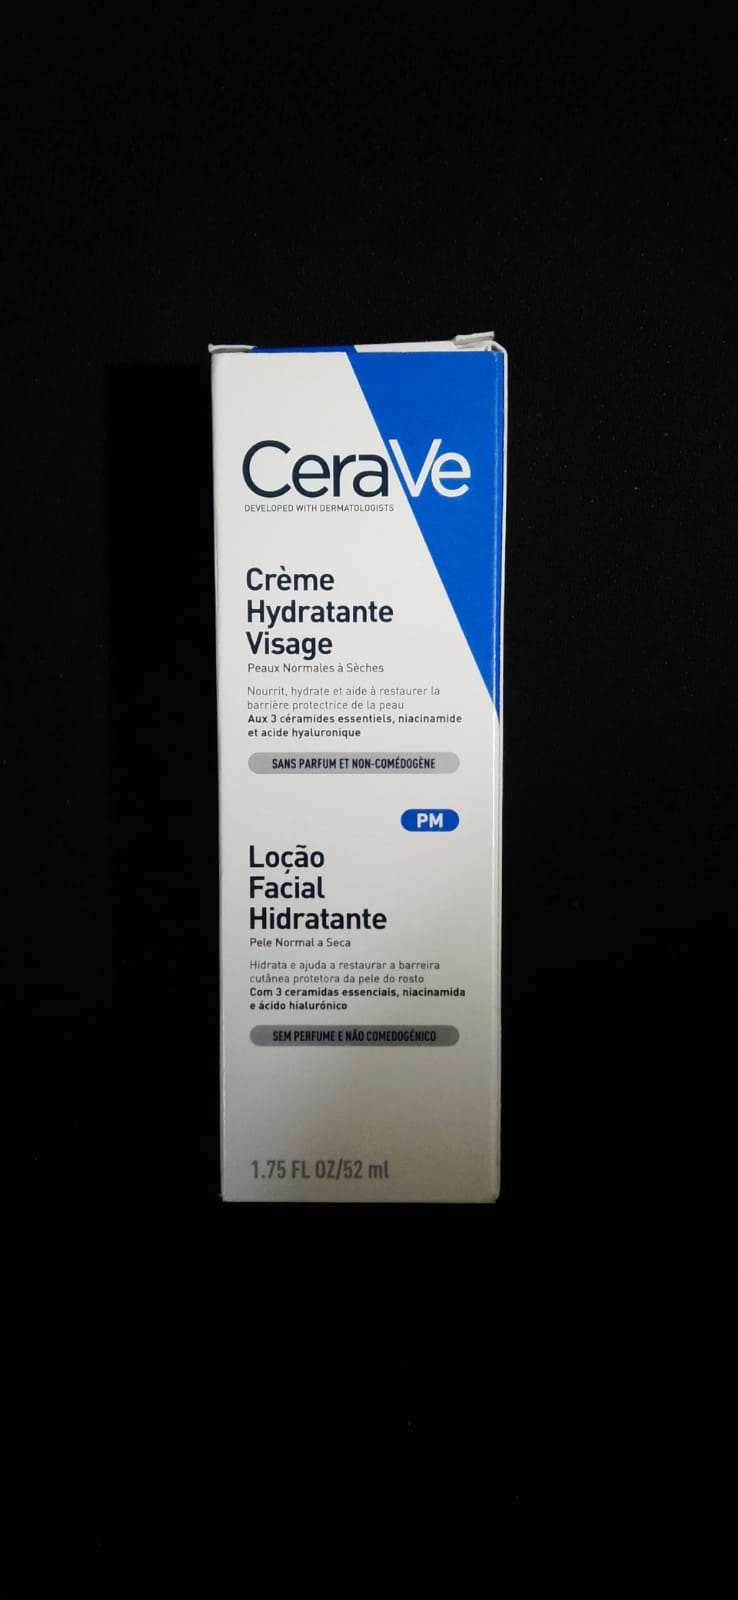 CeraVe
DEVELOPED WITH DERMATOLOGISTS
Crème
Hydratante
Visage
Peaux Normales à Sèches
Nourrit, hydrate et aide à restaurer la
barrière protectrice de la peau
Aux 3 céramides essentiels, niacinamide
et acide hyaluronique
SANS PARFUM ET NON-COMÉDOGÈNE
PM
Loção
Facial
Hidratante
Pele Normal a Seca
Hidrata e ajuda a restaurar a barreira
cutânea protetora da pele do rosto
Com 3 ceramidas essenciais, niacinamida
e ácido hialurónico
SEM PERFUME E NÃO COMEDOGÉNICO
1.75 FL OZ/52 ml